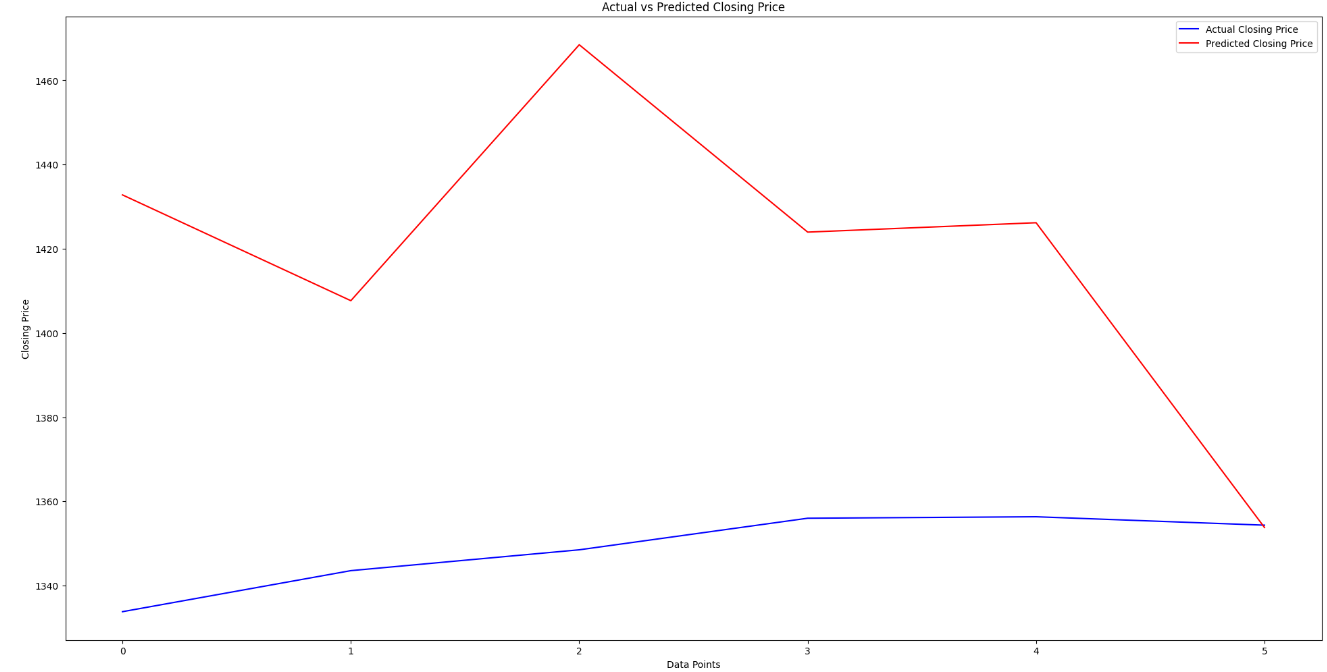 Actual vs Predicted Closing Price
Actual Closing Price
Predicted Closing Price
1460
1440
1420
1400
1380
1360
1340
Closing Price
0 1 2 3 4 5
Data Points